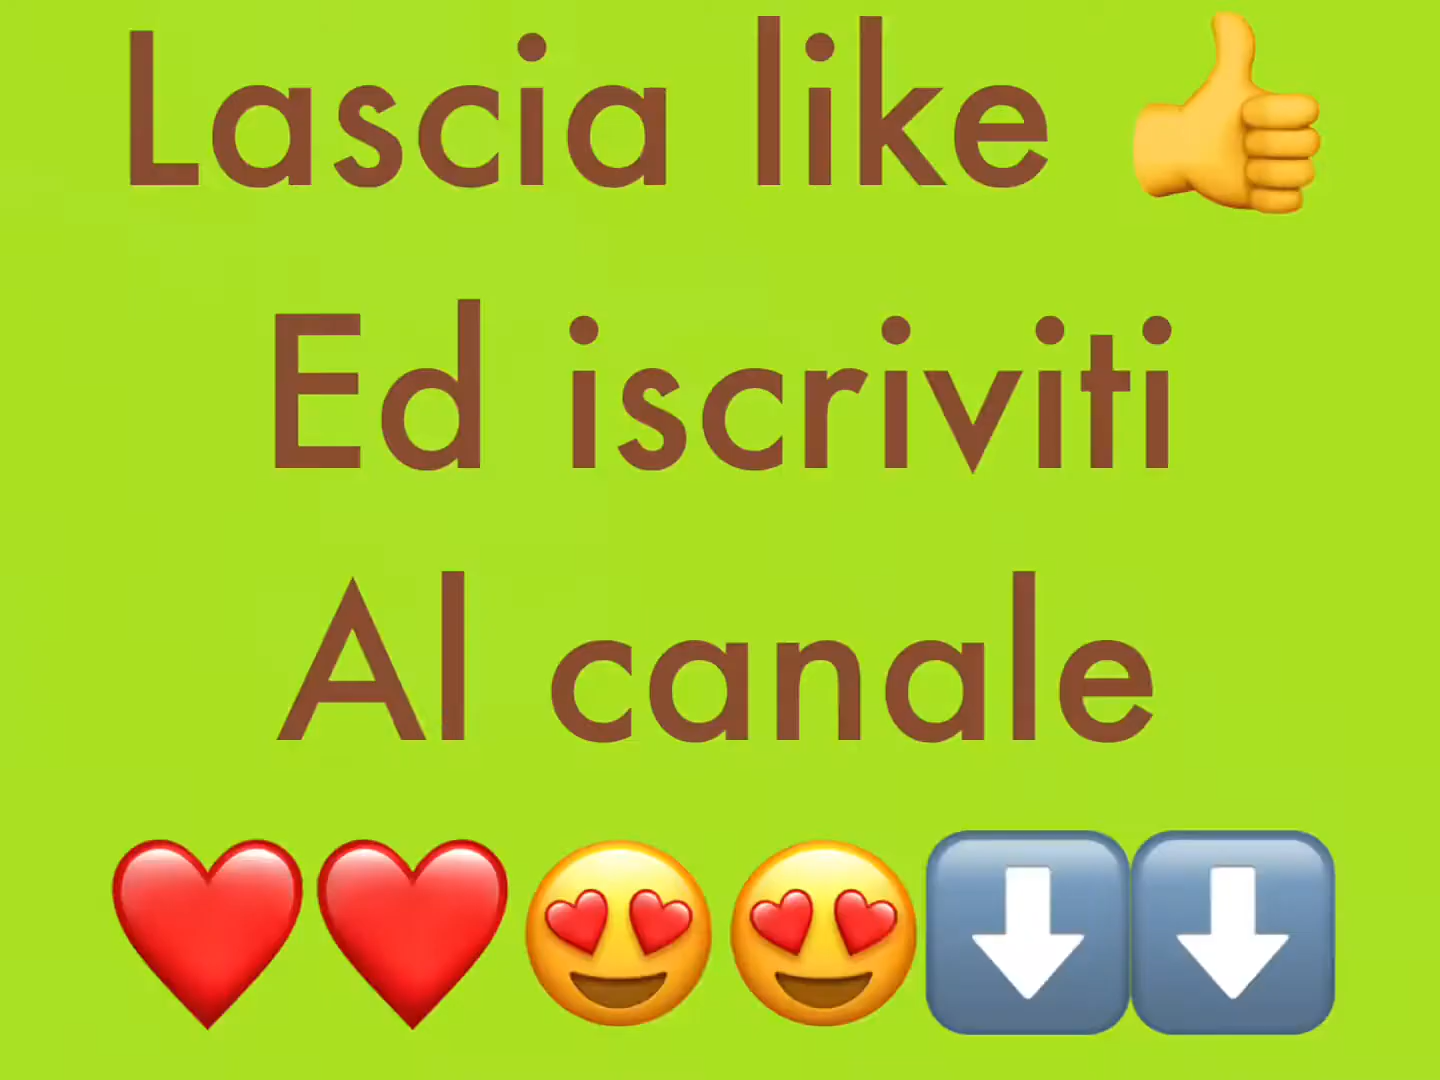 Lascia like 👍
Ed iscriviti
Al canale
❤️❤️😍😍⬇️⬇️